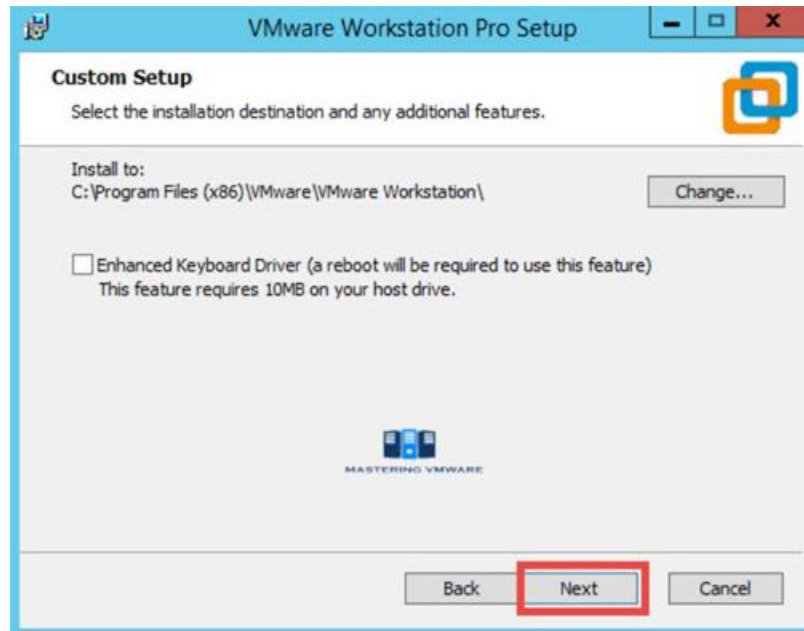 VMware Workstation Pro Setup
Custom Setup
Select the installation destination and any additional features.
Install to:
C:\Program Files (x86)\VMware\VMware Workstation\
Change...
Enhanced Keyboard Driver (a reboot will be required to use this feature)
This feature requires 10MB on your host drive.
MASTERING VMWARE
Back Next Cancel